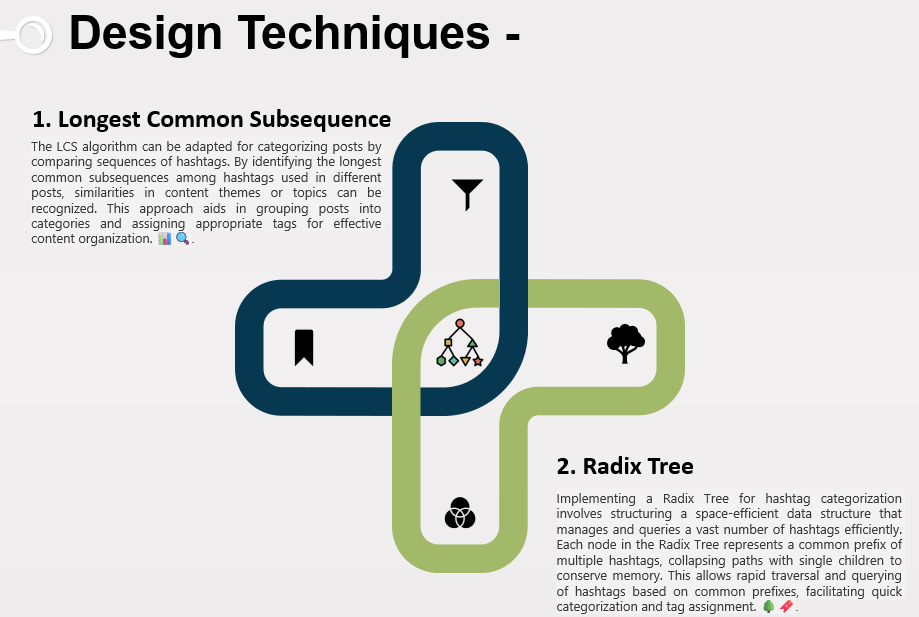 Design Techniques -
1. Longest Common Subsequence
The LCS algorithm can be adapted for categorizing posts by
comparing sequences of hashtags. By identifying the longest
common subsequences among hashtags used in different
posts, similarities in content themes or topics can be
recognized. This approach aids in grouping posts into
categories and assigning appropriate tags for effective
content organization. 📊 🔍 .
2. Radix Tree
Implementing a Radix Tree for hashtag categorization
involves structuring a space-efficient data structure that
manages and queries a vast number of hashtags efficiently.
Each node in the Radix Tree represents a common prefix of
multiple hashtags, collapsing paths with single children to
conserve memory. This allows rapid traversal and querying
of hashtags based on common prefixes, facilitating quick
categorization and tag assignment. 🌳 🔖 .